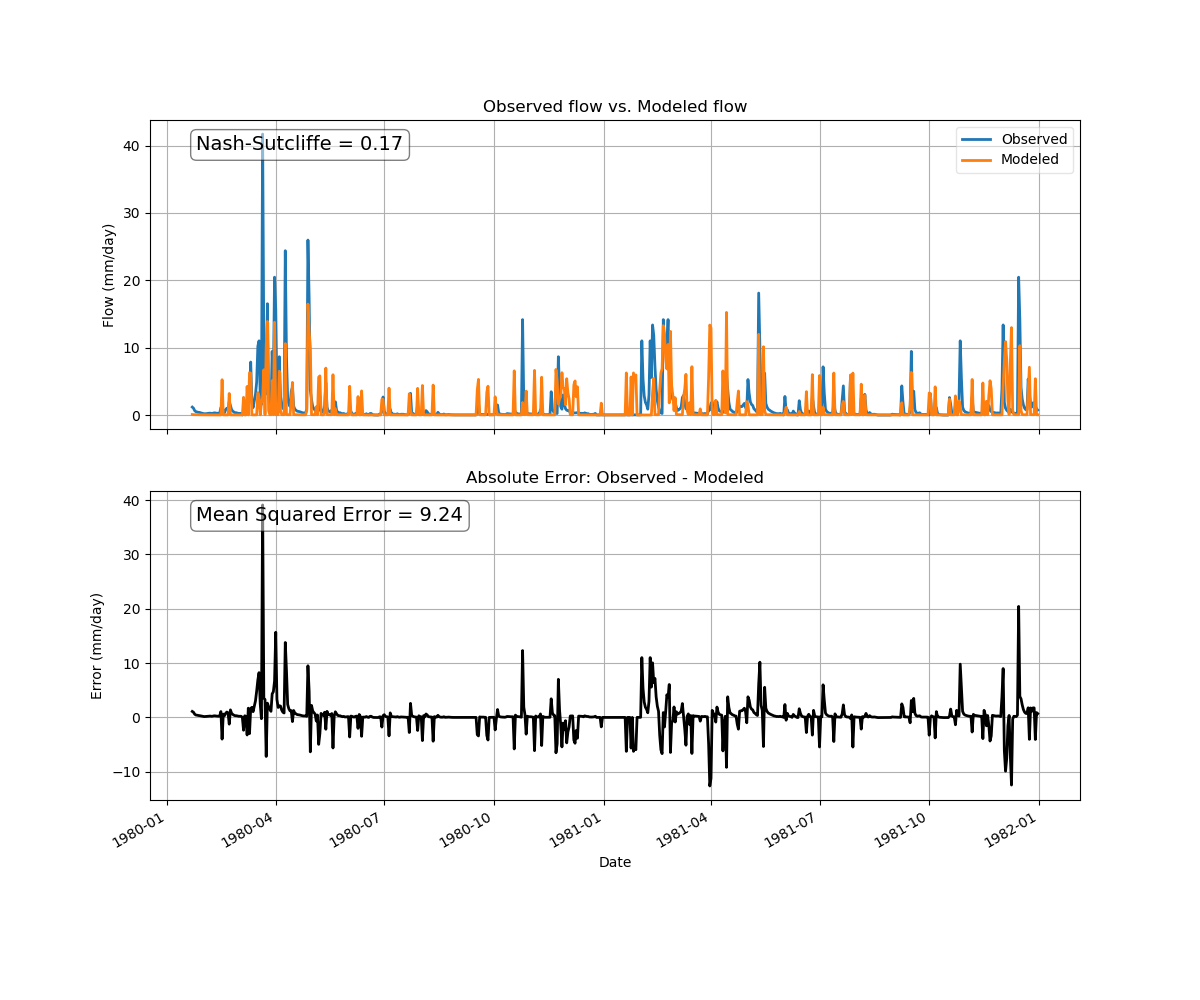 Observed flow vs. Modeled flow
Nash-Sutcliffe = 0.17
Observed
Modeled
40
30
20
10
0
Flow (mm/day)
Absolute Error: Observed - Modeled
Mean Squared Error = 9.24
40
30
20
10
0
−10
Error (mm/day)
1980-01
1980-04
1980-07
1980-10
1981-01
1981-04
1981-07
1981-10
1982-01
Date